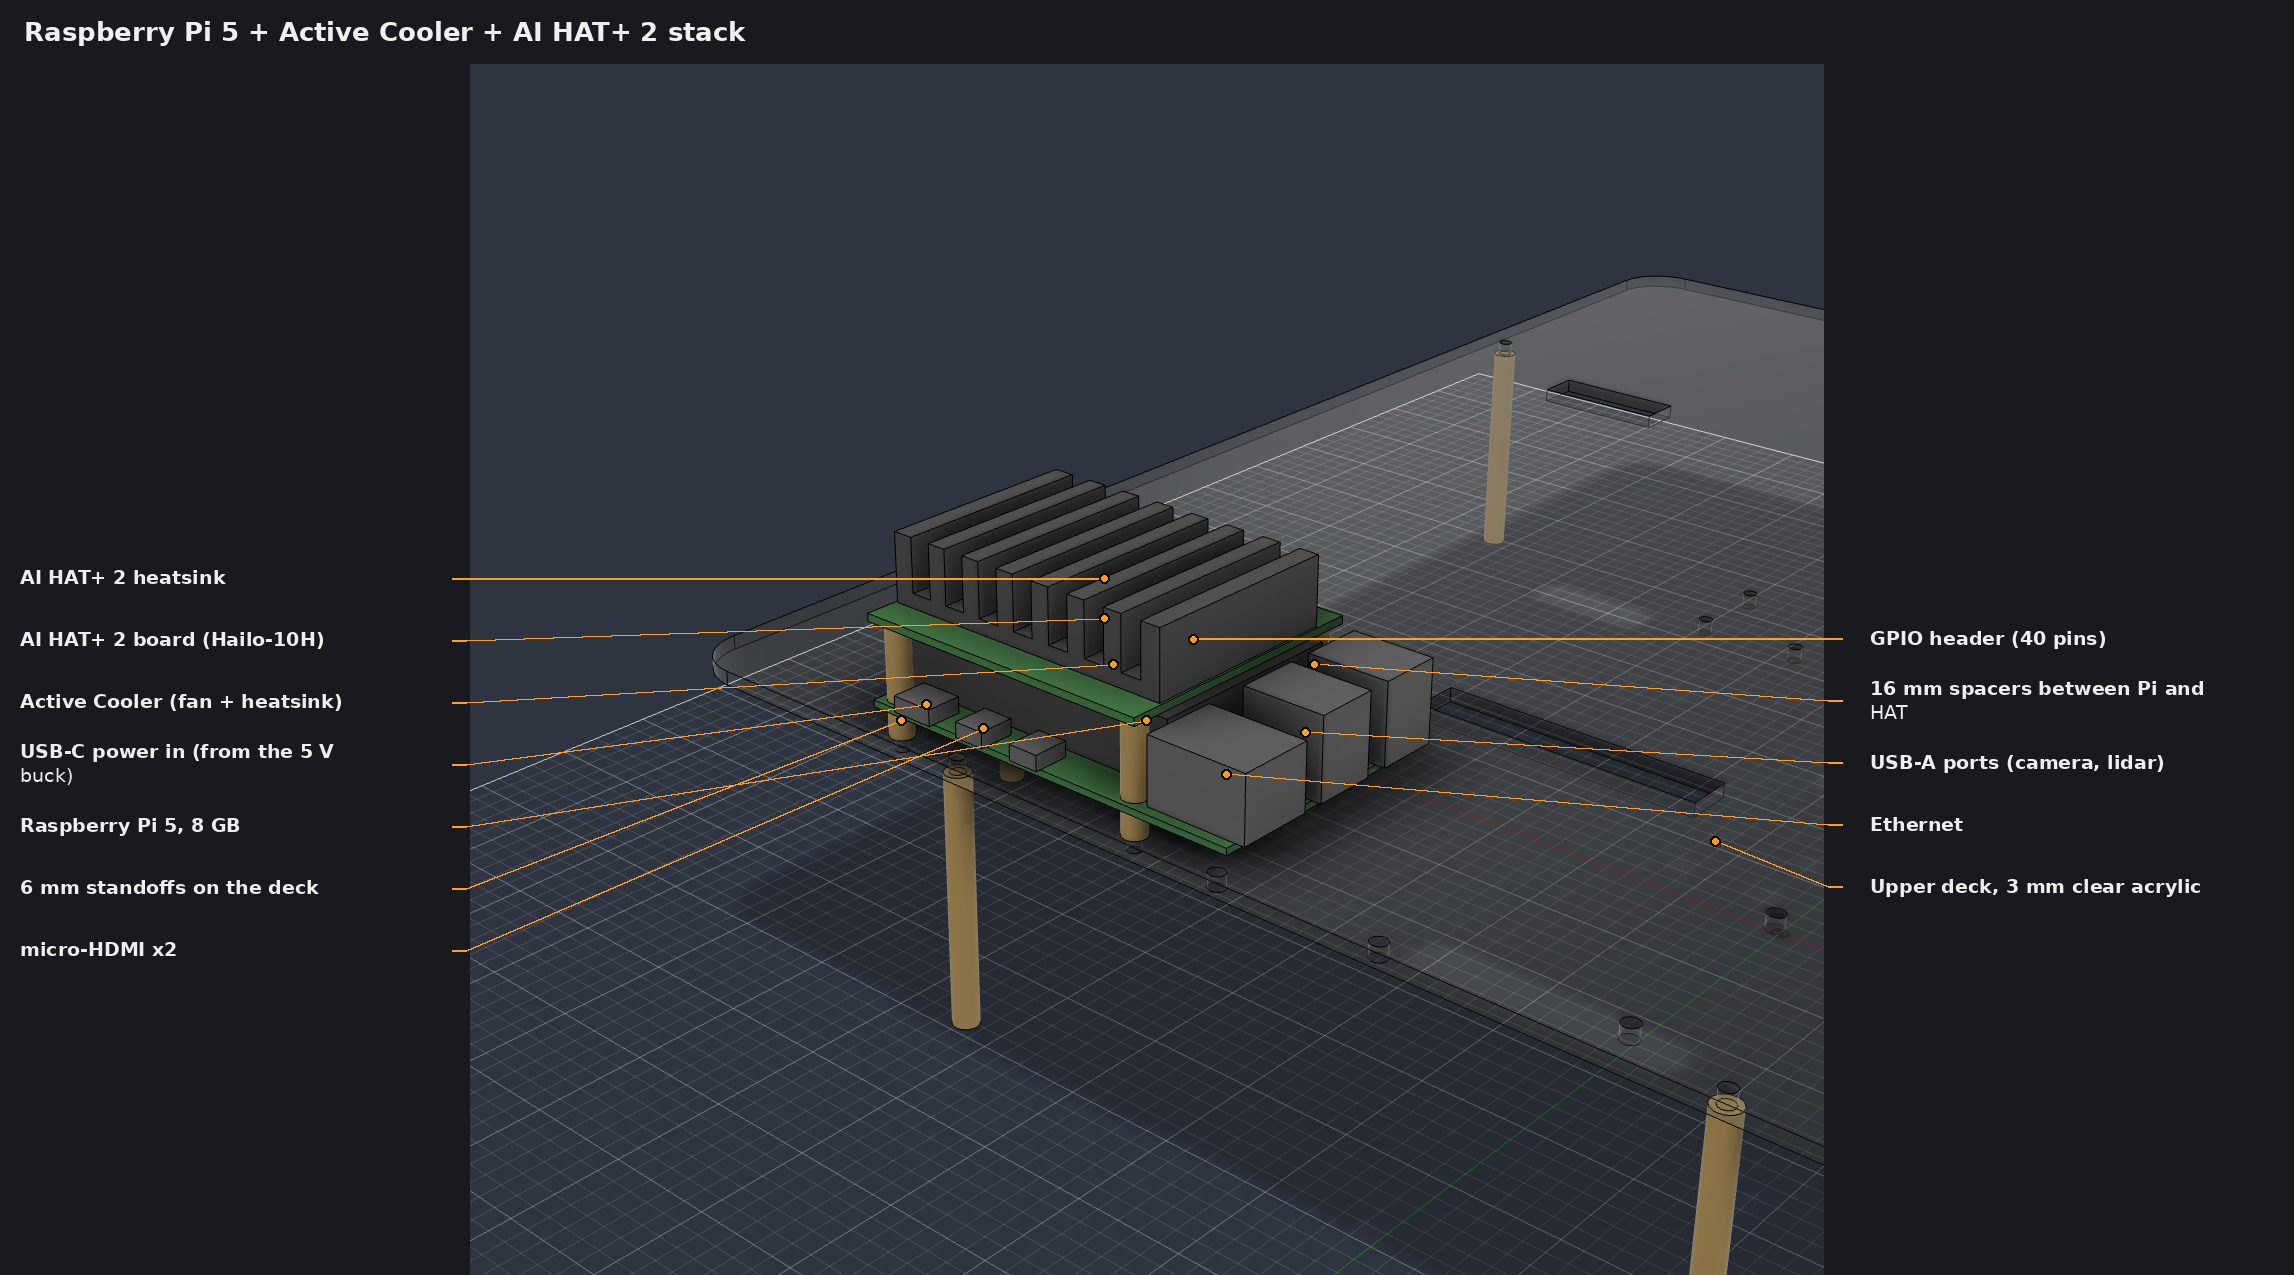 Raspberry Pi 5 + Active Cooler + AI HAT+ 2 stack
AI HAT+ 2 heatsink
AI HAT+ 2 board (Hailo-10H)
Active Cooler (fan + heatsink)
USB-C power in (from the 5 V
buck)
Raspberry Pi 5, 8 GB
6 mm standoffs on the deck
micro-HDMI x2
GPIO header (40 pins)
16 mm spacers between Pi and
HAT
USB-A ports (camera, lidar)
Ethernet
Upper deck, 3 mm clear acrylic